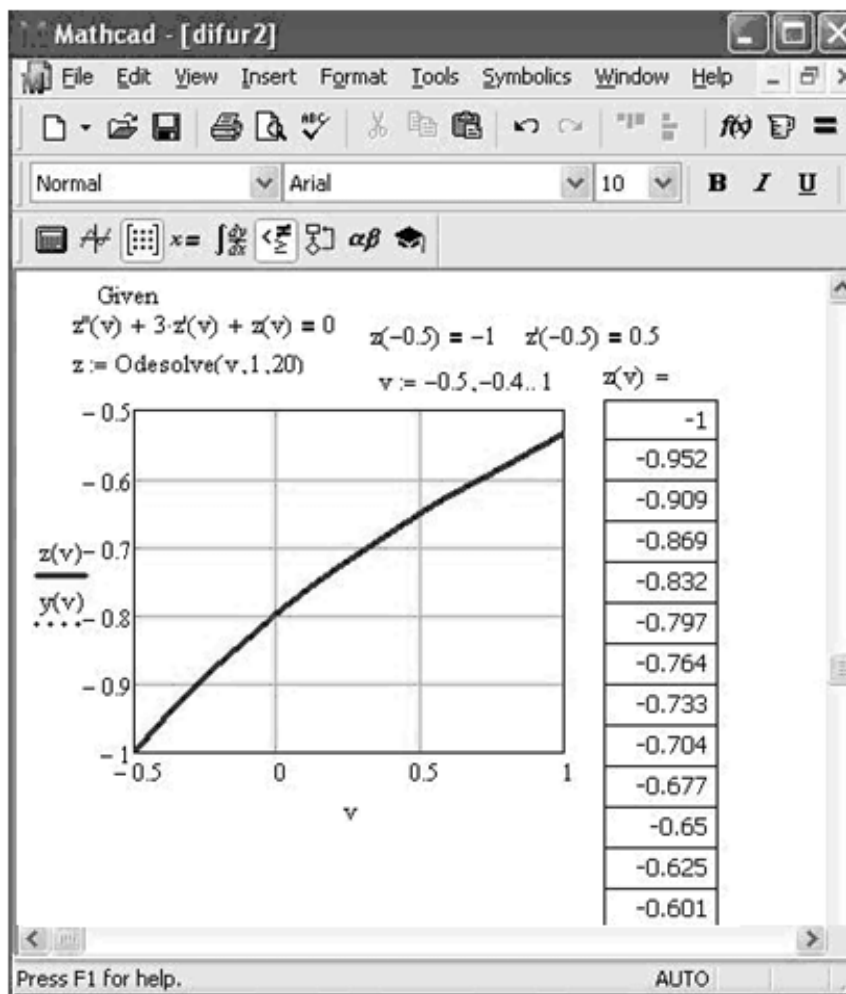 Mathcad - [difur2]
File Edit View Insert Format Tools Symbolics Window Help
Normal Arial 10 B I U
Given
z''(v) + 3·z'(v) + z(v) = 0
z(-0.5) = -1 z'(-0.5) = 0.5
z := Odesolve(v,1,20)
v := -0.5,-0.4..1
z(v) =
-0.5
-0.6
-0.7
-0.8
-0.9
-1
z(v)
y(v)
-0.5 0 0.5 1
v
-1
-0.952
-0.909
-0.869
-0.832
-0.797
-0.764
-0.733
-0.704
-0.677
-0.65
-0.625
-0.601
Press F1 for help. AUTO